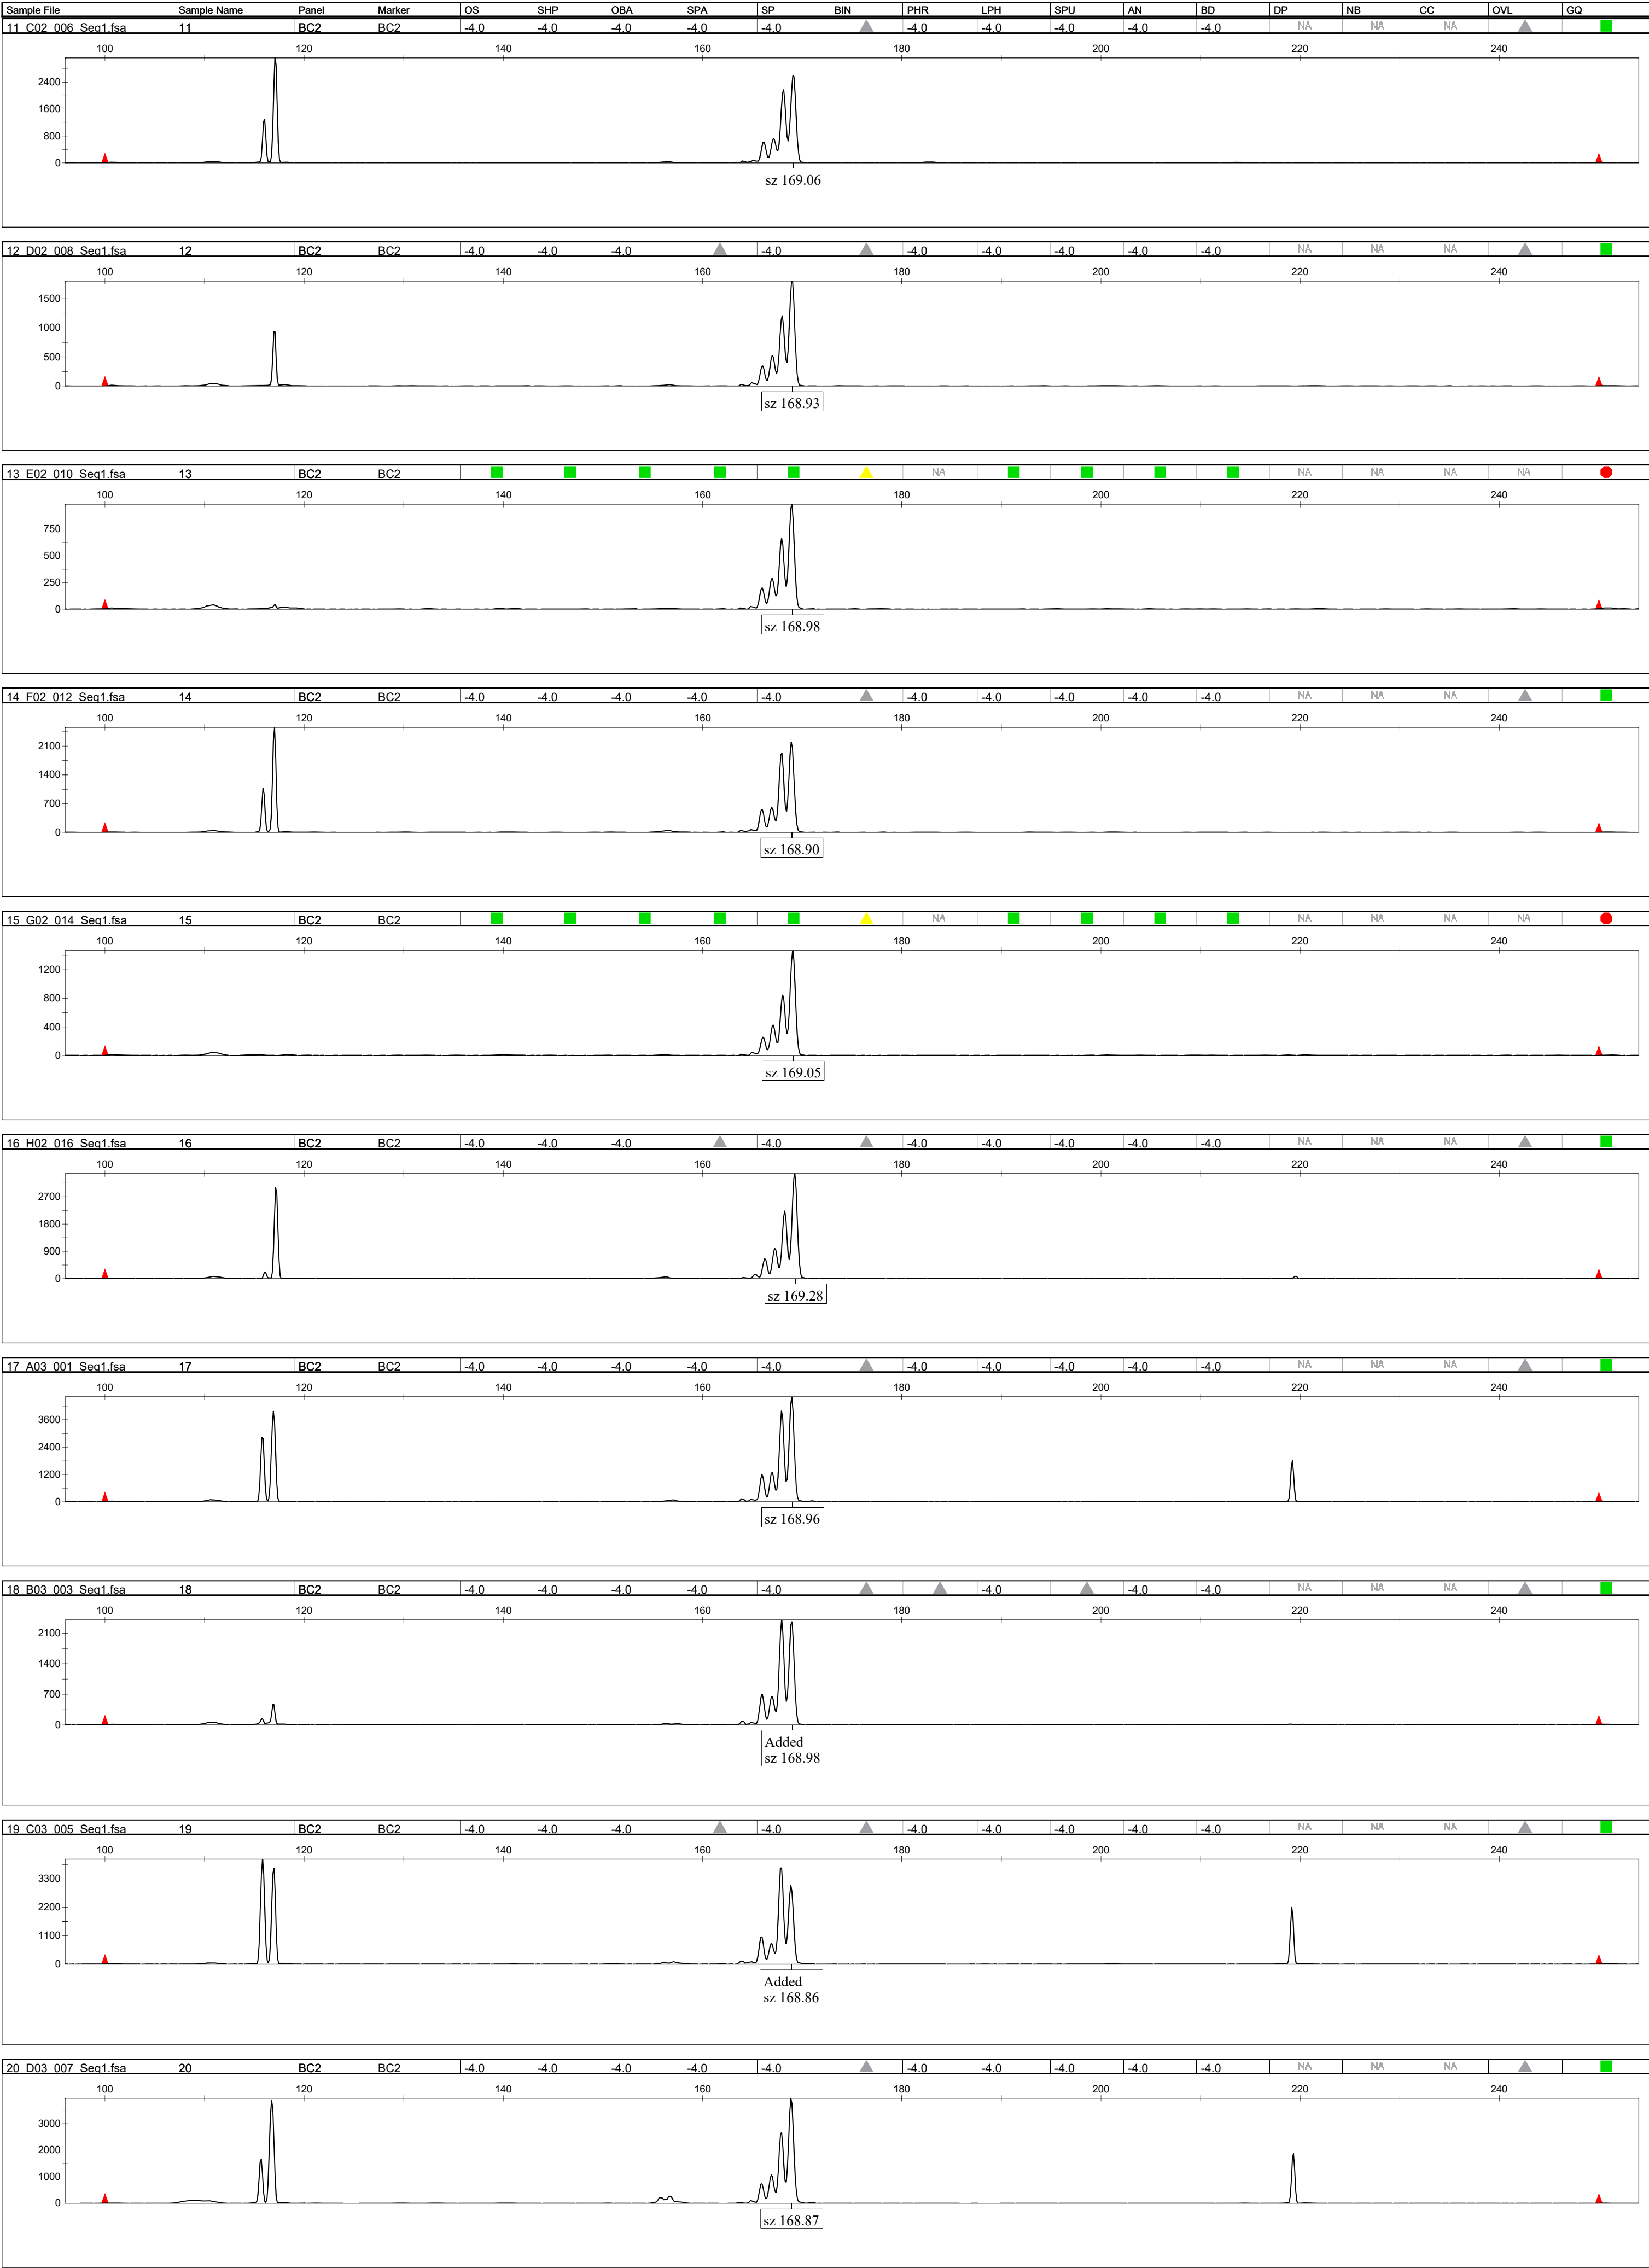 Sample File Sample Name Panel Marker OS SHP OBA SPA SP BIN PHR LPH SPU AN BD DP NB CC OVL GQ
11_C02_006_Seq1.fsa 11 BC2 BC2 -4.0 -4.0 -4.0 -4.0 -4.0 -4.0 -4.0 -4.0 -4.0 -4.0 NA NA NA
100 120 140 160 180 200 220 240
2400
1600
800
0
sz 169.06
12_D02_008_Seq1.fsa 12 BC2 BC2 -4.0 -4.0 -4.0 -4.0 -4.0 -4.0 -4.0 -4.0 -4.0 NA NA NA
100 120 140 160 180 200 220 240
1500
1000
500
0
sz 168.93
13_E02_010_Seq1.fsa 13 BC2 BC2 NA NA NA NA NA
100 120 140 160 180 200 220 240
750
500
250
0
sz 168.98
14_F02_012_Seq1.fsa 14 BC2 BC2 -4.0 -4.0 -4.0 -4.0 -4.0 -4.0 -4.0 -4.0 -4.0 -4.0 NA NA NA
100 120 140 160 180 200 220 240
2100
1400
700
0
sz 168.90
15_G02_014_Seq1.fsa 15 BC2 BC2 NA NA NA NA NA
100 120 140 160 180 200 220 240
1200
800
400
0
sz 169.05
16_H02_016_Seq1.fsa 16 BC2 BC2 -4.0 -4.0 -4.0 -4.0 -4.0 -4.0 -4.0 -4.0 -4.0 NA NA NA
100 120 140 160 180 200 220 240
2700
1800
900
0
sz 169.28
17_A03_001_Seq1.fsa 17 BC2 BC2 -4.0 -4.0 -4.0 -4.0 -4.0 -4.0 -4.0 -4.0 -4.0 -4.0 NA NA NA
100 120 140 160 180 200 220 240
3600
2400
1200
0
sz 168.96
18_B03_003_Seq1.fsa 18 BC2 BC2 -4.0 -4.0 -4.0 -4.0 -4.0 -4.0 -4.0 -4.0 NA NA NA
100 120 140 160 180 200 220 240
2100
1400
700
0
Added
sz 168.98
19_C03_005_Seq1.fsa 19 BC2 BC2 -4.0 -4.0 -4.0 -4.0 -4.0 -4.0 -4.0 -4.0 -4.0 NA NA NA
100 120 140 160 180 200 220 240
3300
2200
1100
0
Added
sz 168.86
20_D03_007_Seq1.fsa 20 BC2 BC2 -4.0 -4.0 -4.0 -4.0 -4.0 -4.0 -4.0 -4.0 -4.0 -4.0 NA NA NA
100 120 140 160 180 200 220 240
3000
2000
1000
0
sz 168.87